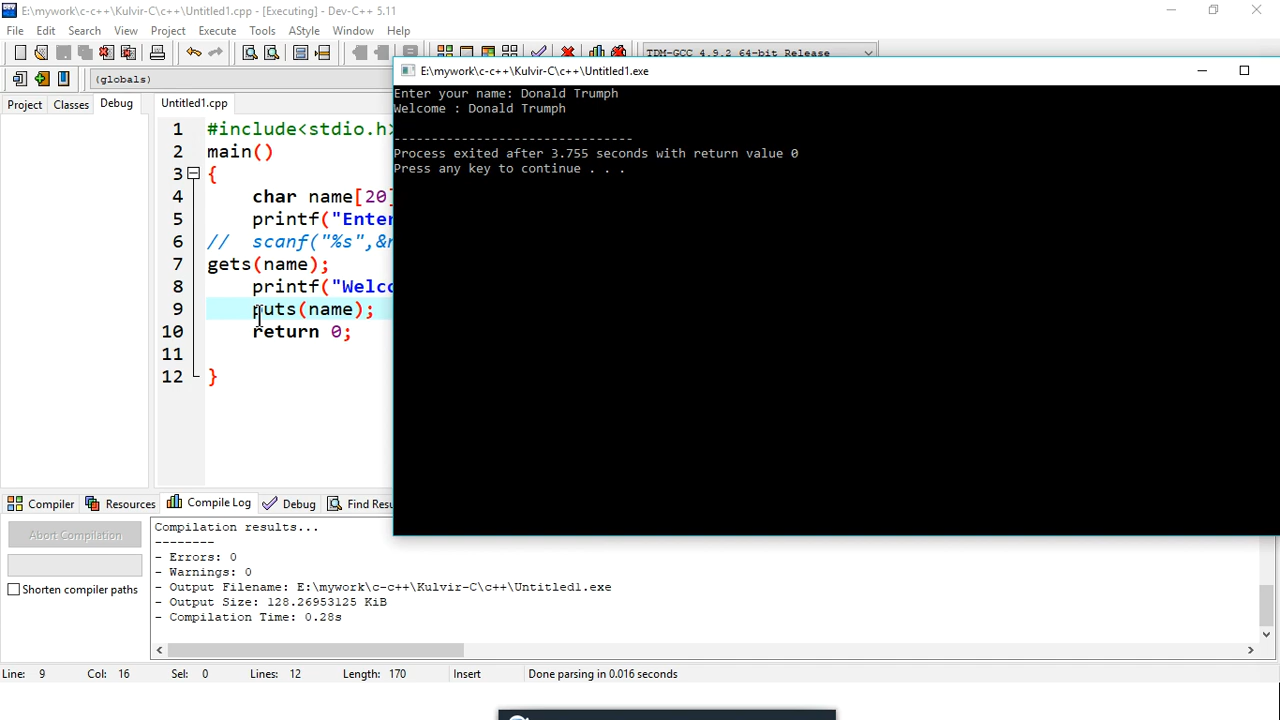 E:\mywork\c-c++\Kulvir-C\c++\Untitled1.cpp - [Executing] - Dev-C++ 5.11
File Edit Search View Project Execute Tools AStyle Window Help
TDM-GCC 4.9.2 64-bit Release
(globals)
E:\mywork\c-c++\Kulvir-C\c++\Untitled1.exe
Project Classes Debug
Untitled1.cpp
Enter your name: Donald Trumph
Welcome : Donald Trumph
--------------------------------
Process exited after 3.755 seconds with return value 0
Press any key to continue . . .
1 #include<stdio.h>
2 main()
3 {
4 char name[20]
5 printf("Enter
6 // scanf("%s",&
7 gets(name);
8 printf("Welco
9 puts(name);
10 return 0;
11
12 }
Compiler Resources Compile Log Debug Find Resu
Abort Compilation
Shorten compiler paths
Compilation results...
--------
- Errors: 0
- Warnings: 0
- Output Filename: E:\mywork\c-c++\Kulvir-C\c++\Untitled1.exe
- Output Size: 128.26953125 KiB
- Compilation Time: 0.28s
Line: 9 Col: 16 Sel: 0 Lines: 12 Length: 170 Insert Done parsing in 0.016 seconds